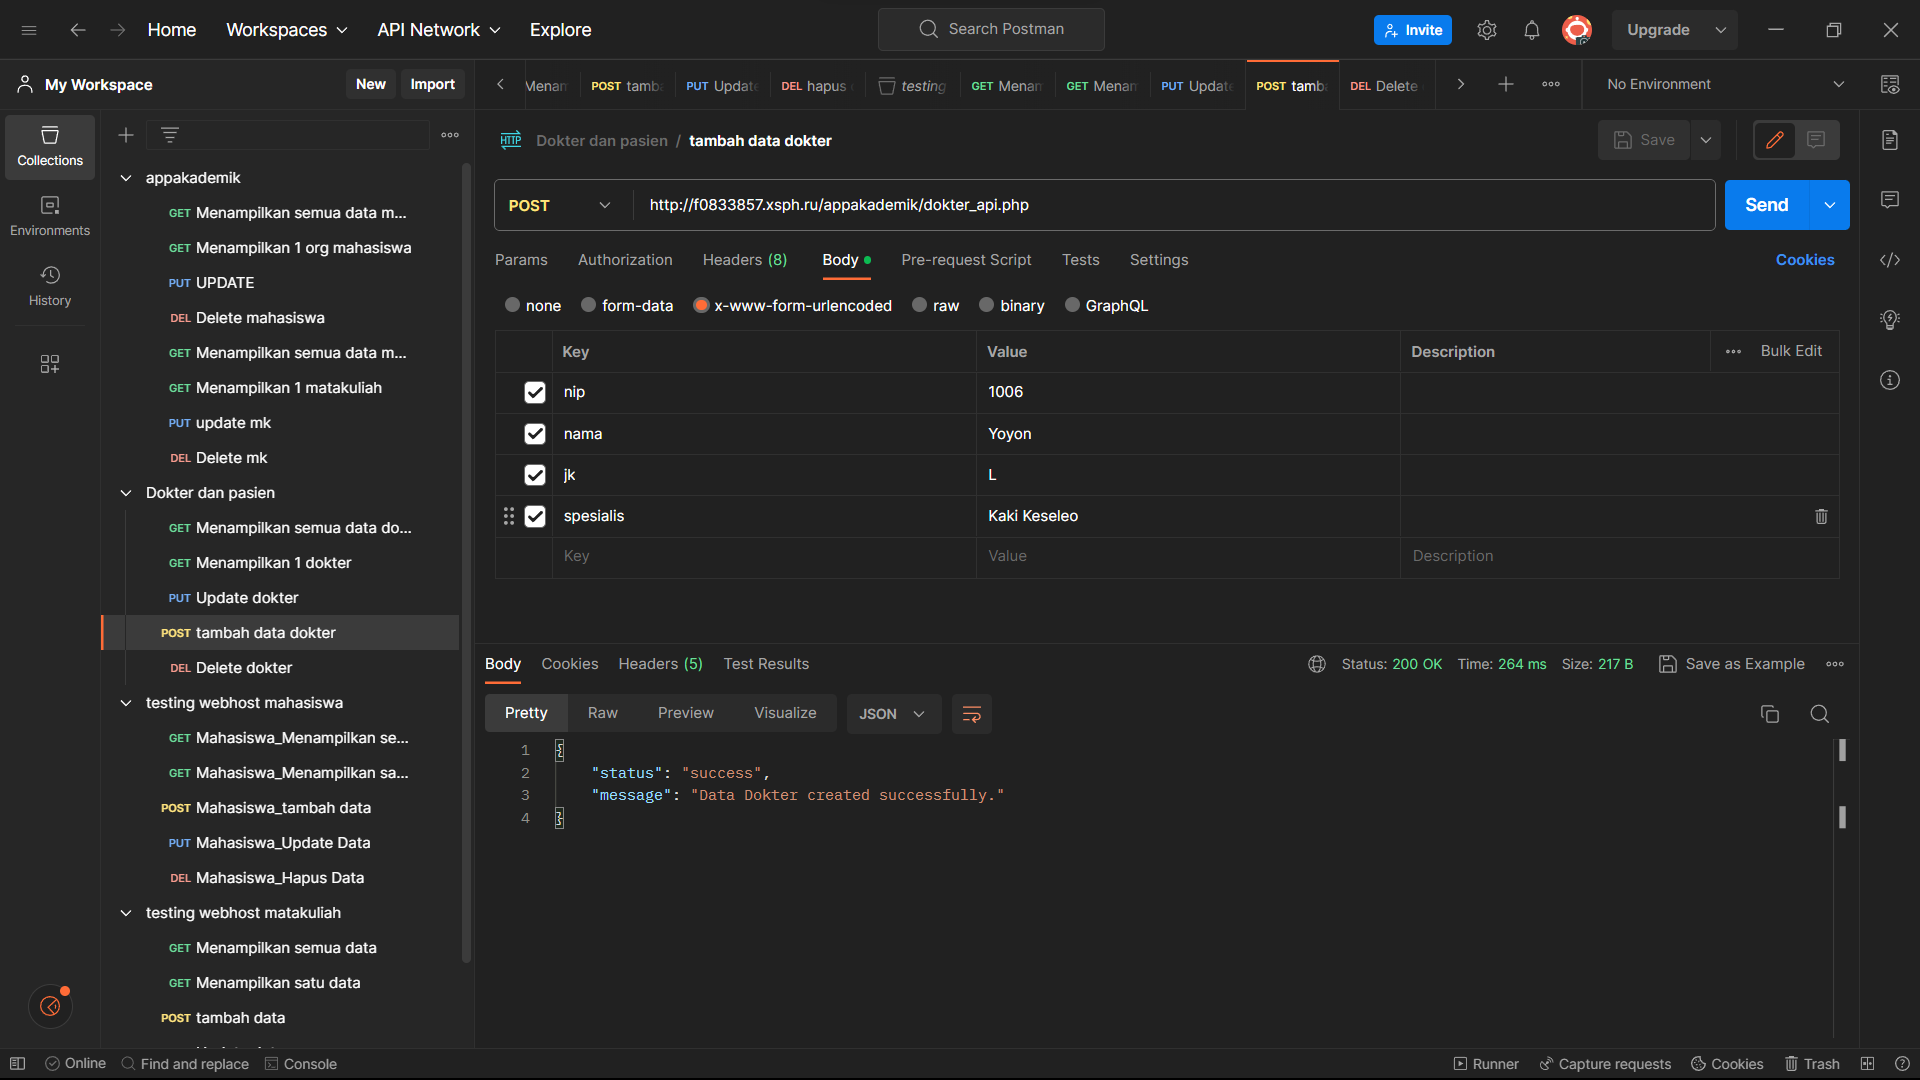 Home
Workspaces
API Network
Explore
Search Postman
Invite
Upgrade
My Workspace
New
Import
Menam
POST tamba
PUT Update
DEL hapus
testing
GET Menam
GET Menam
PUT Update
POST tamba
DEL Delete
No Environment
Collections
Environments
History
appakademik
GET Menampilkan semua data m...
GET Menampilkan 1 org mahasiswa
PUT UPDATE
DEL Delete mahasiswa
GET Menampilkan semua data m...
GET Menampilkan 1 matakuliah
PUT update mk
DEL Delete mk
Dokter dan pasien
GET Menampilkan semua data do...
GET Menampilkan 1 dokter
PUT Update dokter
POST tambah data dokter
DEL Delete dokter
testing webhost mahasiswa
GET Mahasiswa_Menampilkan se...
GET Mahasiswa_Menampilkan sa...
POST Mahasiswa_tambah data
PUT Mahasiswa_Update Data
DEL Mahasiswa_Hapus Data
testing webhost matakuliah
GET Menampilkan semua data
GET Menampilkan satu data
POST tambah data
HTTP Dokter dan pasien / tambah data dokter
Save
POST http://f0833857.xsph.ru/appakademik/dokter_api.php
Send
Params Authorization Headers (8) Body Pre-request Script Tests Settings Cookies
none form-data x-www-form-urlencoded raw binary GraphQL
Key Value Description Bulk Edit
nip 1006
nama Yoyon
jk L
spesialis Kaki Keseleo
Key Value Description
Body Cookies Headers (5) Test Results
Status: 200 OK Time: 264 ms Size: 217 B Save as Example
Pretty Raw Preview Visualize JSON
1 {
2 "status": "success",
3 "message": "Data Dokter created successfully."
4 }
Online Find and replace Console
Runner Capture requests Cookies Trash